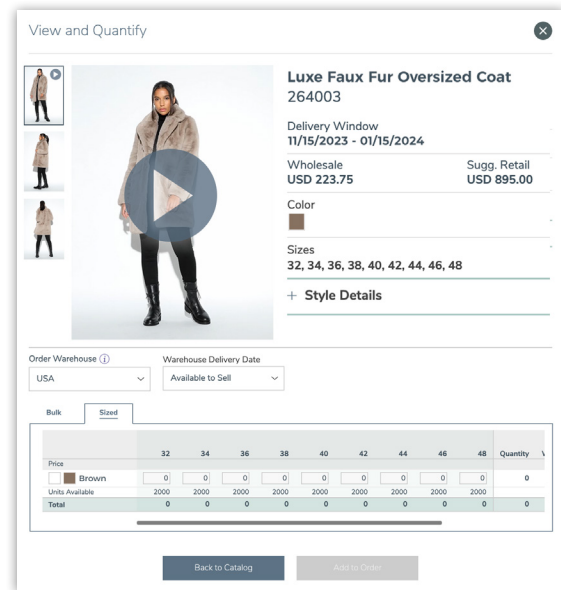 View and Quantify
Luxe Faux Fur Oversized Coat
264003
Delivery Window
11/15/2023 - 01/15/2024
Wholesale Sugg. Retail
USD 223.75 USD 895.00
Color
Sizes
32, 34, 36, 38, 40, 42, 44, 46, 48
+ Style Details
Order Warehouse Warehouse Delivery Date
USA Available to Sell
Bulk Sized
32 34 36 38 40 42 44 46 48 Quantity
Price
Brown 0 0 0 0 0 0 0 0 0 0
Units Available 2000 2000 2000 2000 2000 2000 2000 2000 2000
Total 0 0 0 0 0 0 0 0 0 0
Back to Catalog Add to Order